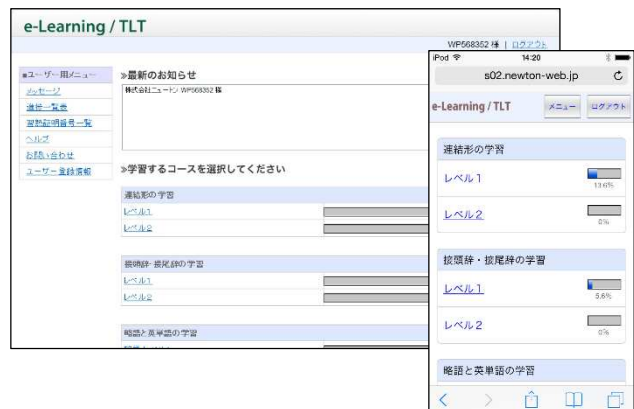 e-Learning / TLT
WP568352 様 | ログアウト
■ユーザー用メニュー
メッセージ
進捗一覧表
習熟証明番号一覧
ヘルプ
お問い合わせ
ユーザー登録情報
≫最新のお知らせ
株式会社ニュートン WP568352 様
≫学習するコースを選択してください
連結形の学習
レベル1
レベル2
接頭辞・接尾辞の学習
レベル1
レベル2
略語と英単語の学習
iPod
14:20
s02.newton-web.jp
e-Learning / TLT
メニュー
ログアウト
連結形の学習
レベル1
13.6%
レベル2
0%
接頭辞・接尾辞の学習
レベル1
5.6%
レベル2
0%
略語と英単語の学習